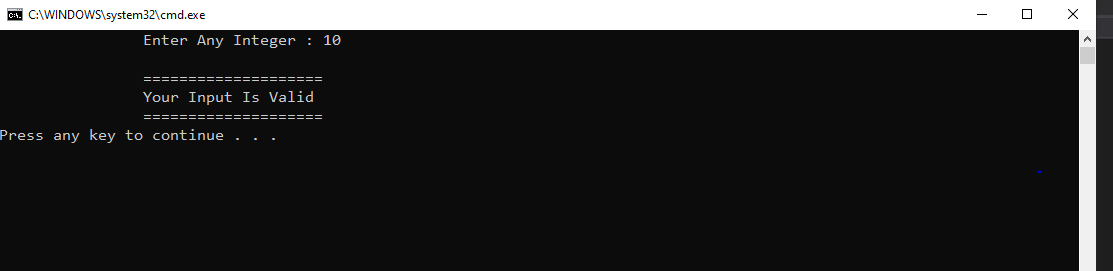 C:\WINDOWS\system32\cmd.exe
Enter Any Integer : 10
====================
Your Input Is Valid
====================
Press any key to continue . . .